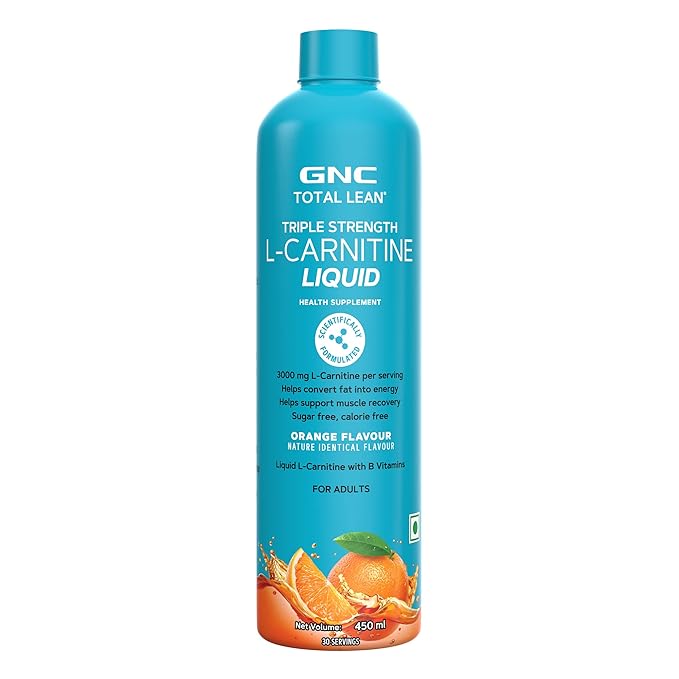 GNC
TOTAL LEAN®
TRIPLE STRENGTH
L-CARNITINE
LIQUID
HEALTH SUPPLEMENT
SCIENTIFICALLY
FORMULATED
3000 mg L-Carnitine per serving
Helps convert fat into energy
Helps support muscle recovery
Sugar free, calorie free
ORANGE FLAVOUR
NATURE IDENTICAL FLAVOUR
Liquid L-Carnitine with B Vitamins
FOR ADULTS
Net Volume: 450 ml
30 SERVINGS